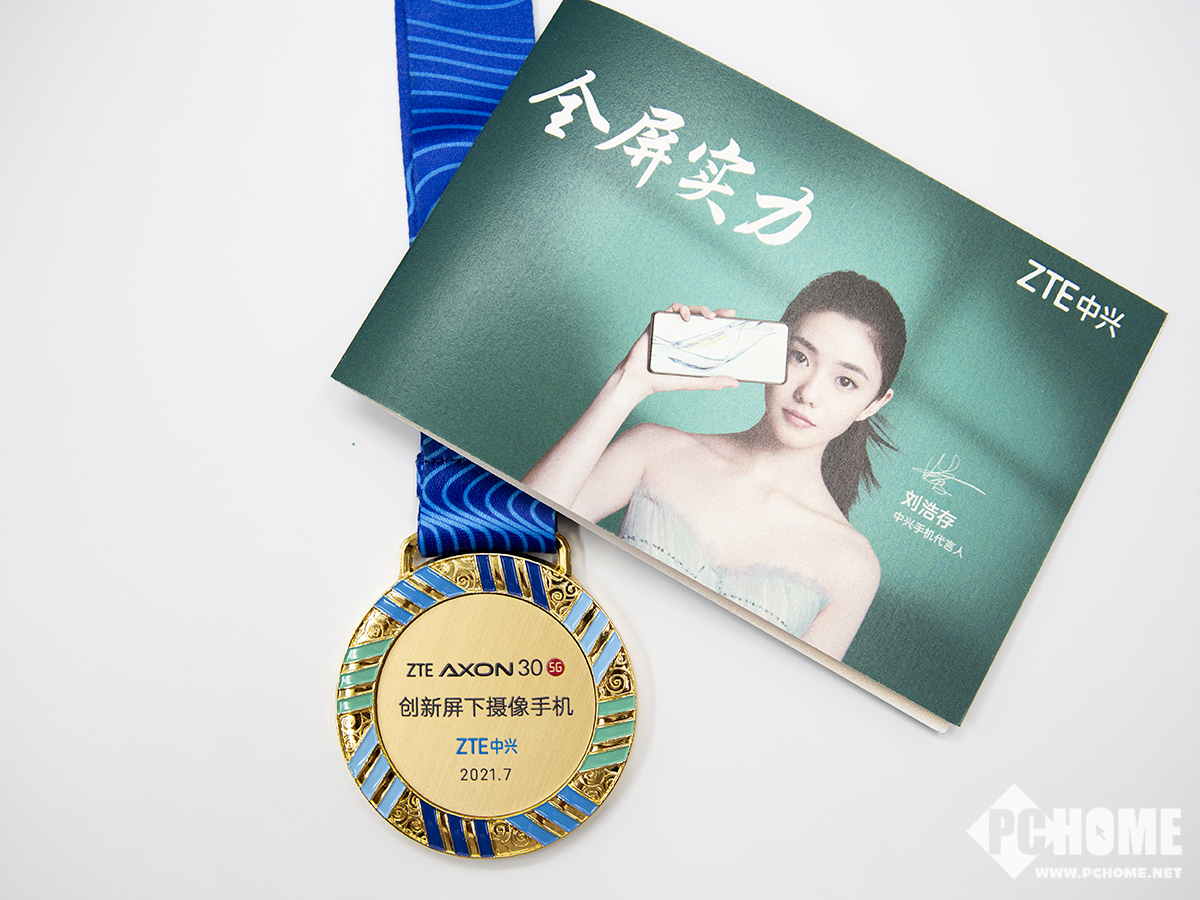 全屏实力
ZTE中兴
刘浩存
中兴手机代言人
ZTE AXON 30 5G
创新屏下摄像手机
ZTE中兴
2021.7
PCHOME
WWW.PCHOME.NET